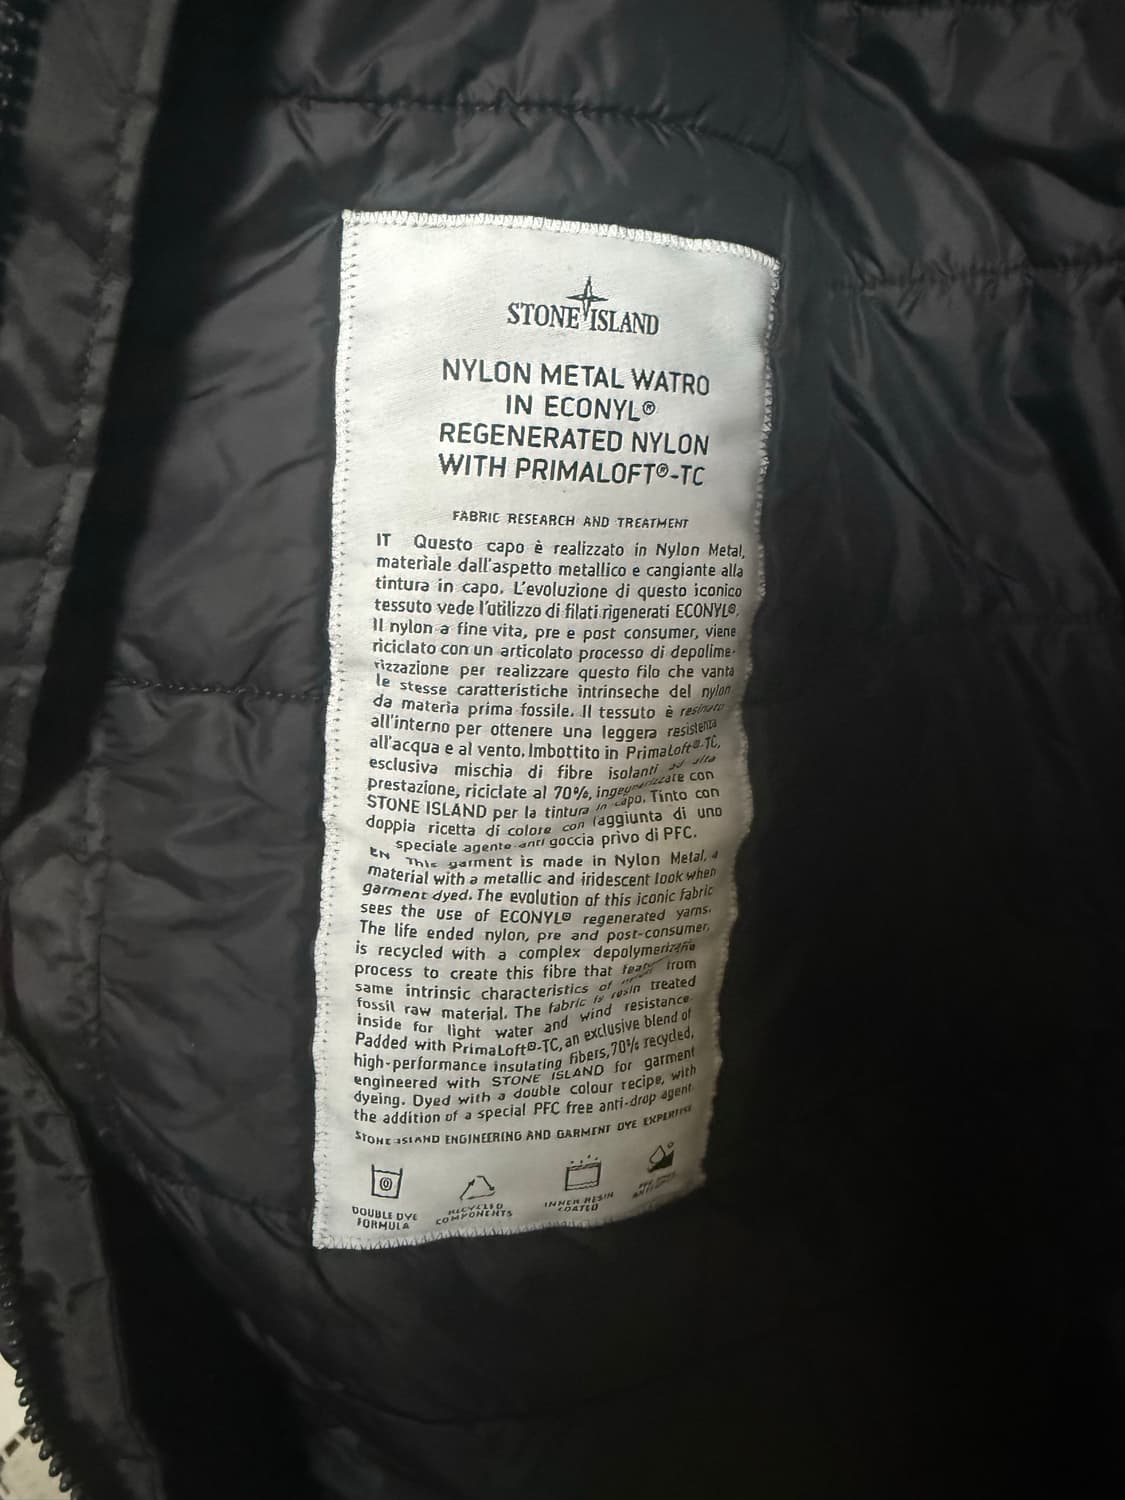 STONE ISLAND
NYLON METAL WATRO
IN ECONYL®
REGENERATED NYLON
WITH PRIMALOFT®-TC
FABRIC RESEARCH AND TREATMENT
IT Questo capo è realizzato in Nylon Metal,
materiale dall'aspetto metallico e cangiante alla
tintura in capo. L'evoluzione di questo iconico
tessuto vede l'utilizzo di filati rigenerati ECONYL®.
Il nylon a fine vita, pre e post consumer, viene
riciclato con un articolato processo di depolime-
rizzazione per realizzare questo filo che vanta
le stesse caratteristiche intrinseche del nylon
da materia prima fossile. Il tessuto è resinato
all'interno per ottenere una leggera resistenza
all'acqua e al vento. Imbottito in PrimaLoft®-TC,
esclusiva mischia di fibre isolanti ad alta
prestazione, riciclate al 70%, ingegnerizzate con
STONE ISLAND per la tintura in capo. Tinto con
doppia ricetta di colore con l'aggiunta di uno
speciale agente anti goccia privo di PFC.
EN This garment is made in Nylon Metal, a
material with a metallic and iridescent look when
garment dyed. The evolution of this iconic fabric
sees the use of ECONYL® regenerated yarns.
The life ended nylon, pre and post-consumer,
is recycled with a complex
process to create this fibre that from
same intrinsic characteristics of
fossil raw material. The fabric is resin treated
inside for light water and wind resistance.
Padded with PrimaLoft®-TC, an exclusive blend of
high-performance insulating fibers, 70% recycled,
engineered with STONE ISLAND for garment
dyeing. Dyed with a double colour recipe, with
the addition of a special PFC free anti-drop agent.
STONE ISLAND ENGINEERING AND GARMENT DYE EXPERTISE
DOUBLE DYE FORMULA
RECYCLED COMPONENTS
INNER RESIN COATED